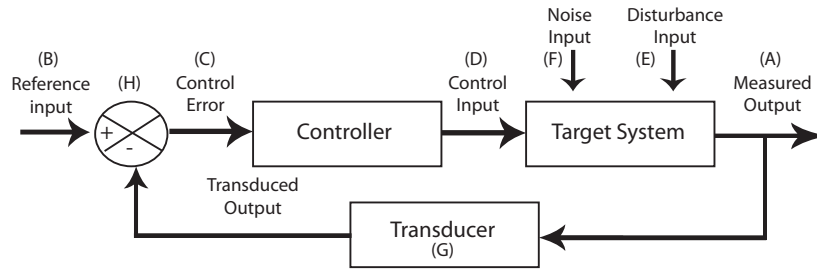 (B)
Reference
input
(H)
+
-
(C)
Control
Error
Controller
(D)
Control
Input
Noise
Input
(F)
Disturbance
Input
(E)
Target System
(A)
Measured
Output
Transduced
Output
Transducer
(G)